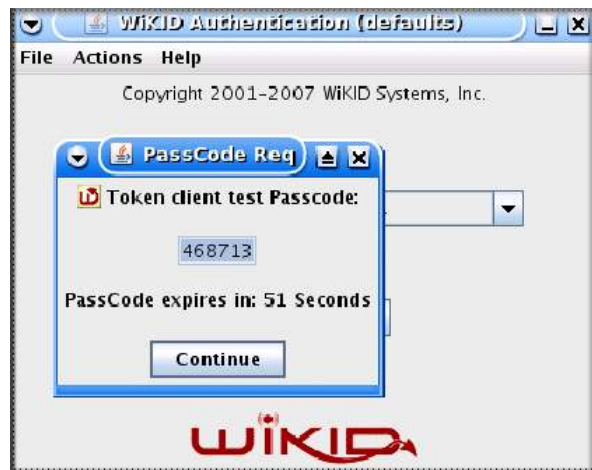 WiKID Authentication (defaults)
File Actions Help
Copyright 2001-2007 WiKID Systems, Inc.
PassCode Req
Token client test Passcode:
468713
PassCode expires in: 51 Seconds
Continue
WiKID